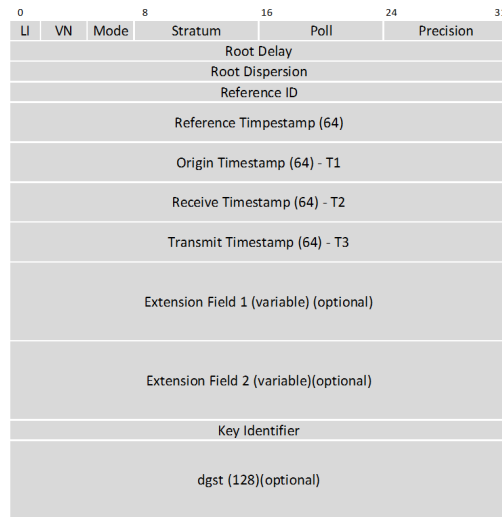 0 8 16 24 31
LI VN Mode Stratum Poll Precision
Root Delay
Root Dispersion
Reference ID
Reference Timpestamp (64)
Origin Timestamp (64) - T1
Receive Timestamp (64) - T2
Transmit Timestamp (64) - T3
Extension Field 1 (variable) (optional)
Extension Field 2 (variable)(optional)
Key Identifier
dgst (128)(optional)